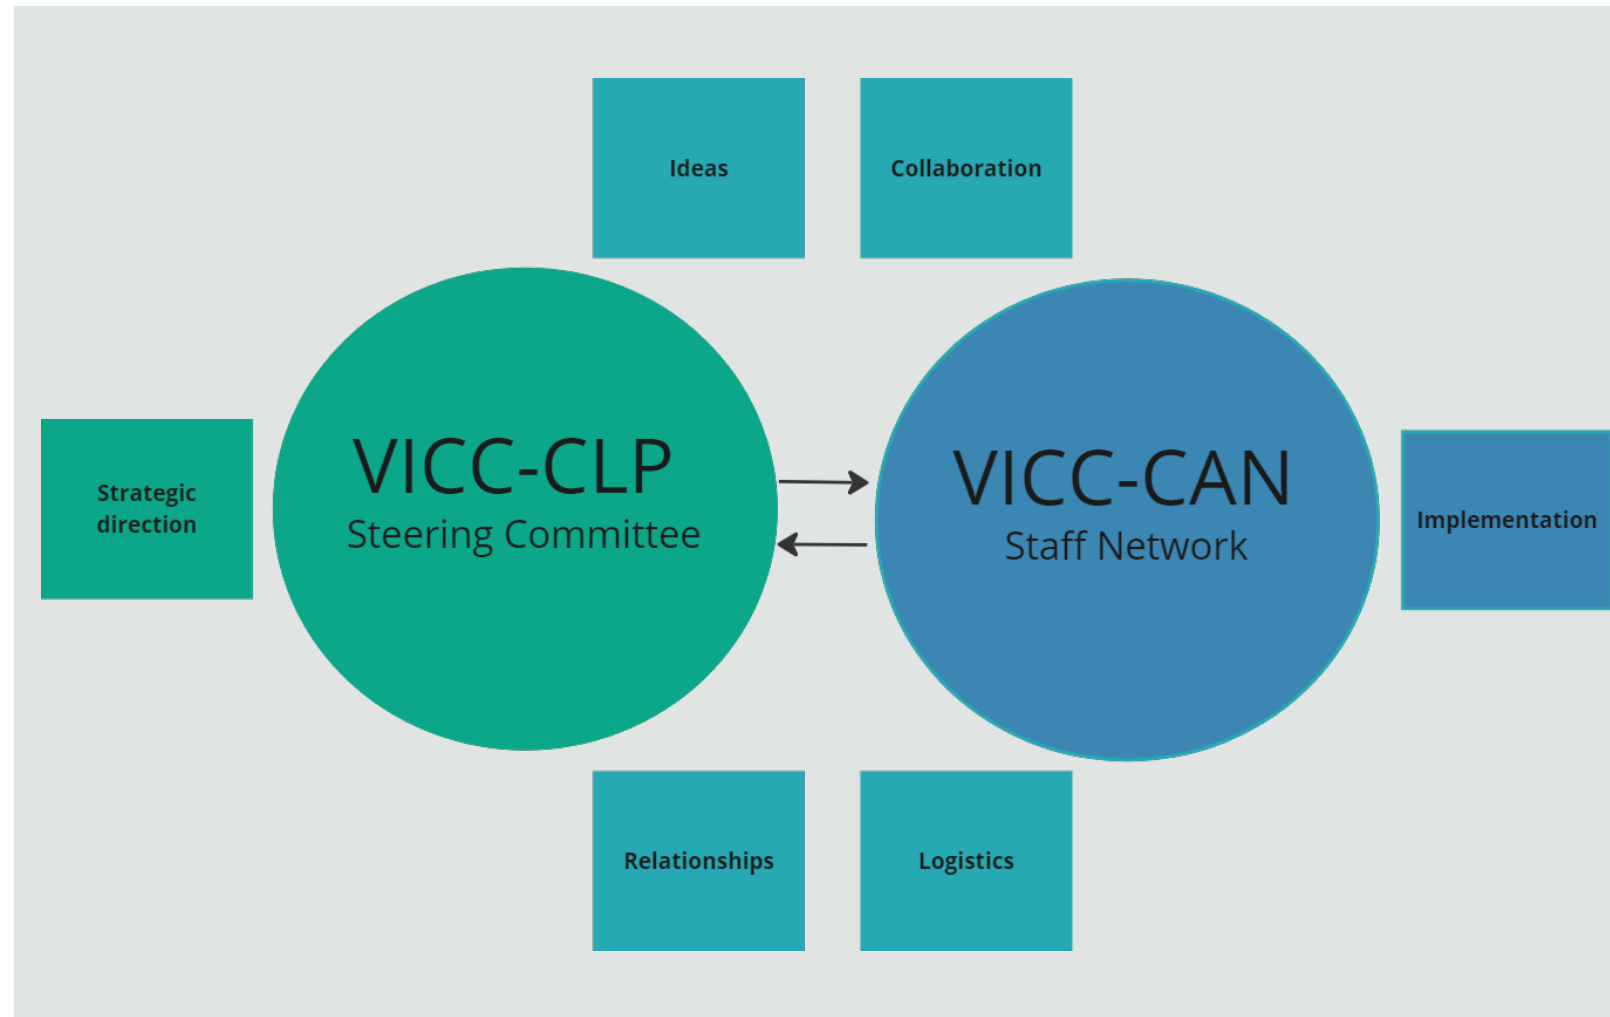 Ideas
Collaboration
VICC-CLP
Steering Committee
VICC-CAN
Staff Network
Strategic
direction
Implementation
Relationships
Logistics